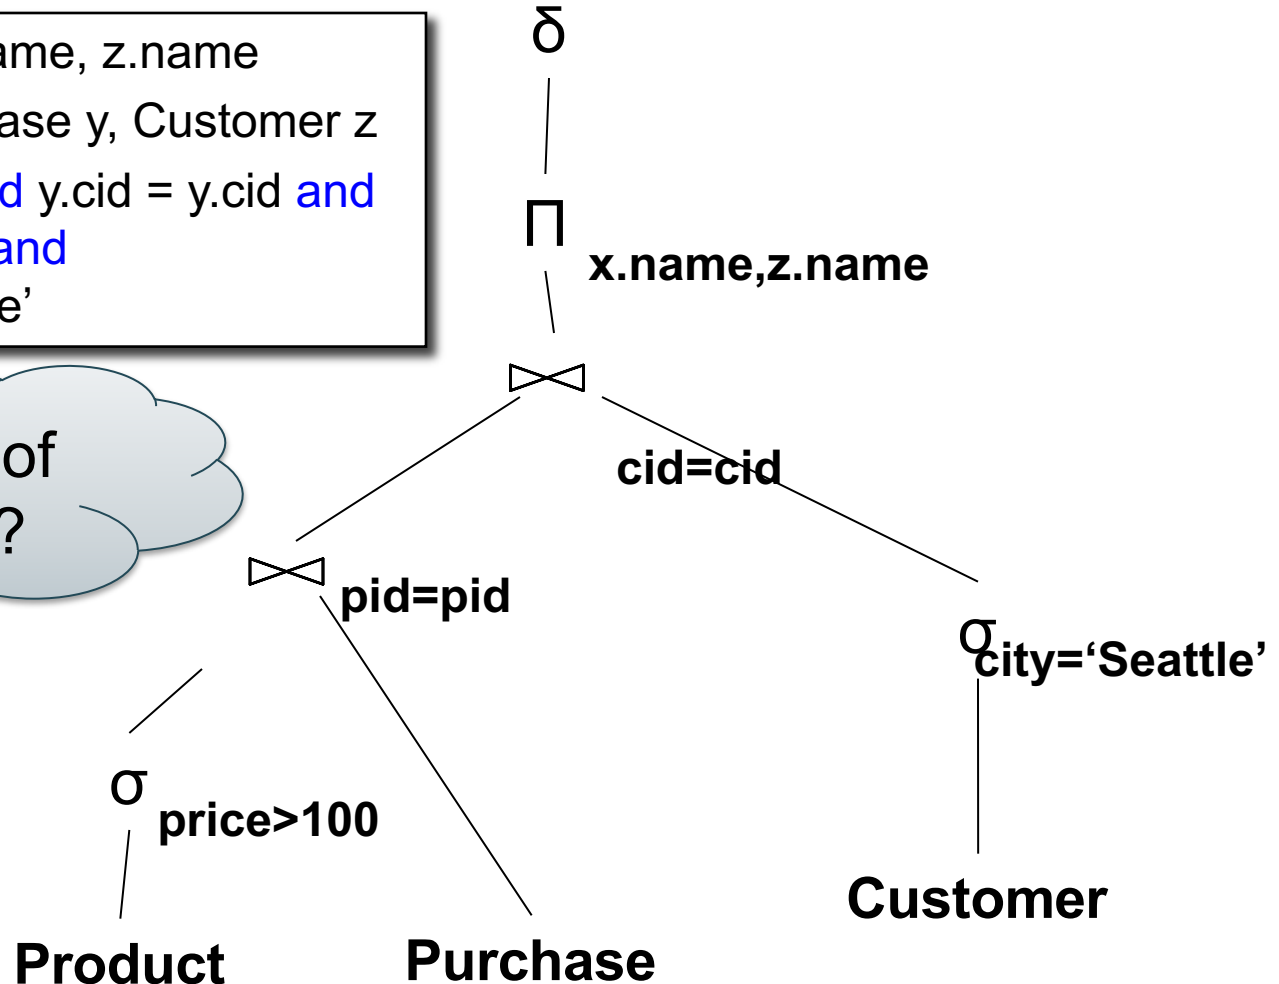 ame, z.name
ase y, Customer z
d y.cid = y.cid and
and
e’
of
?
δ
Π
x.name,z.name
⋈
cid=cid
⋈
pid=pid
σ
city=‘Seattle’
σ
price>100
Customer
Product
Purchase